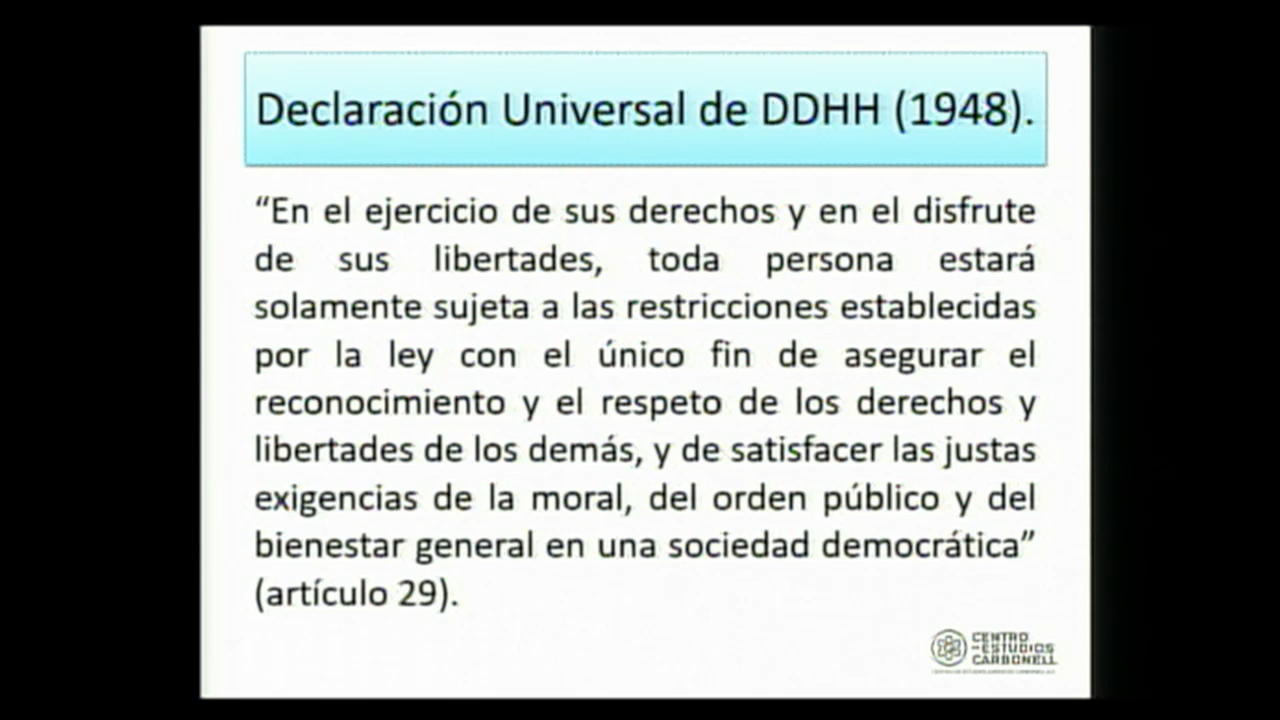 Declaración Universal de DDHH (1948).
“En el ejercicio de sus derechos y en el disfrute
de sus libertades, toda persona estará
solamente sujeta a las restricciones establecidas
por la ley con el único fin de asegurar el
reconocimiento y el respeto de los derechos y
libertades de los demás, y de satisfacer las justas
exigencias de la moral, del orden público y del
bienestar general en una sociedad democrática”
(artículo 29).
CENTRO
DE ESTUDIOS
CARBONELL